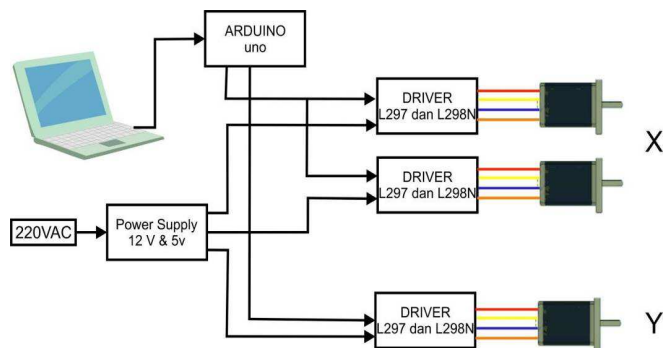 ARDUINO
uno
DRIVER
L297 dan L298N
X
DRIVER
L297 dan L298N
220VAC
Power Supply
12 V & 5v
DRIVER
L297 dan L298N
Y